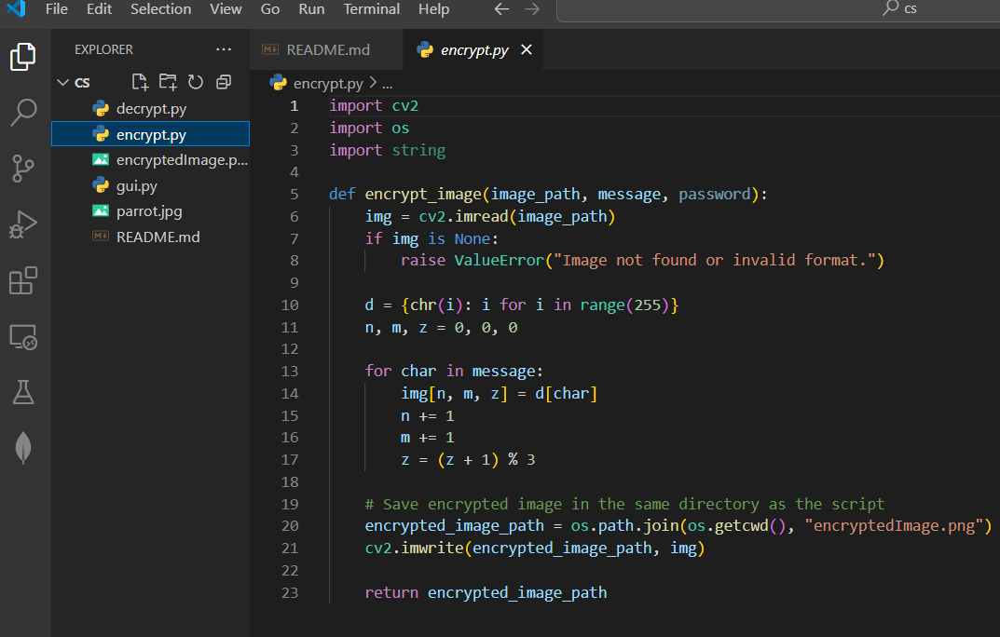 File Edit Selection View Go Run Terminal Help cs
EXPLORER
README.md
encrypt.py
CS
decrypt.py
encrypt.py
encryptedImage.p...
gui.py
parrot.jpg
README.md
encrypt.py > ...
1 import cv2
2 import os
3 import string
4
5 def encrypt_image(image_path, message, password):
6     img = cv2.imread(image_path)
7     if img is None:
8         raise ValueError("Image not found or invalid format.")
9
10     d = {chr(i): i for i in range(255)}
11     n, m, z = 0, 0, 0
12
13     for char in message:
14         img[n, m, z] = d[char]
15         n += 1
16         m += 1
17         z = (z + 1) % 3
18
19     # Save encrypted image in the same directory as the script
20     encrypted_image_path = os.path.join(os.getcwd(), "encryptedImage.png")
21     cv2.imwrite(encrypted_image_path, img)
22
23     return encrypted_image_path